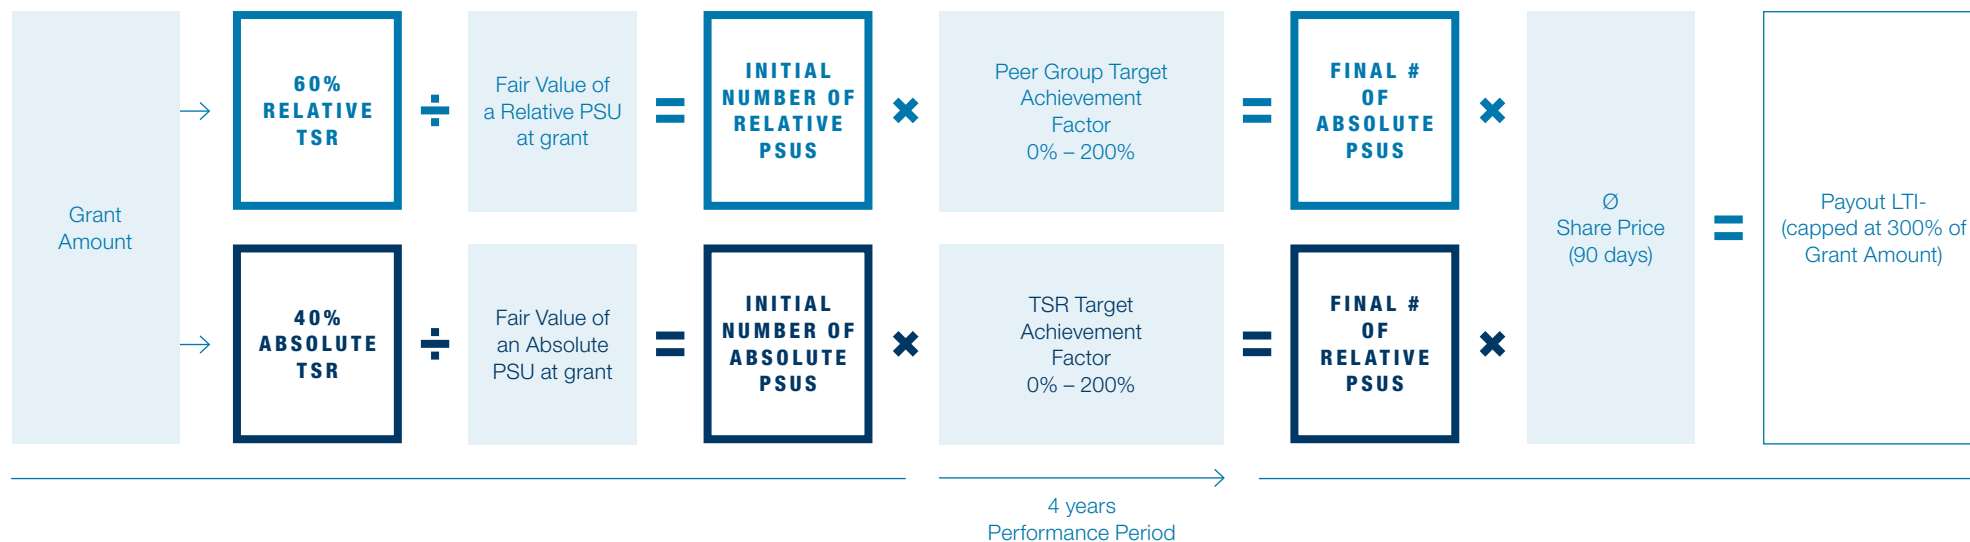 Grant
Amount
60%
RELATIVE
TSR
÷
Fair Value of
a Relative PSU
at grant
=
INITIAL
NUMBER OF
RELATIVE
PSUS
×
Peer Group Target
Achievement
Factor
0% – 200%
=
FINAL #
OF
ABSOLUTE
PSUS
×
40%
ABSOLUTE
TSR
÷
Fair Value of
an Absolute
PSU at grant
=
INITIAL
NUMBER OF
ABSOLUTE
PSUS
×
TSR Target
Achievement
Factor
0% – 200%
=
FINAL #
OF
RELATIVE
PSUS
×
Ø
Share Price
(90 days)
=
Payout LTI-
(capped at 300% of
Grant Amount)
4 years
Performance Period